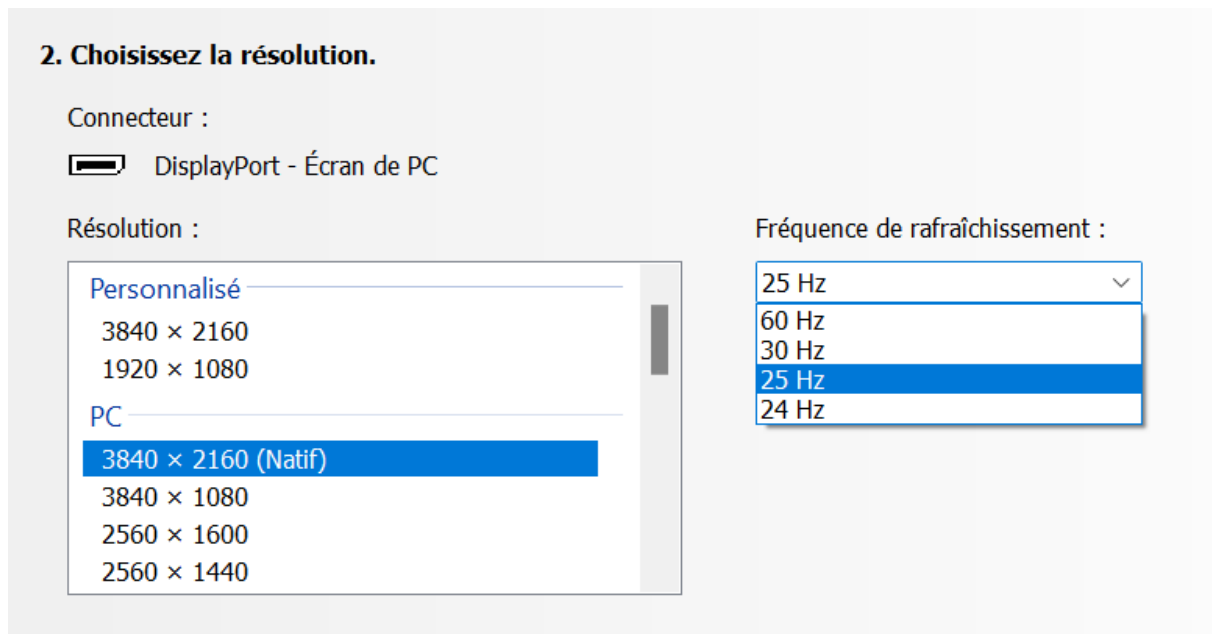 2. Choisissez la résolution.
Connecteur :
DisplayPort - Écran de PC
Résolution :
Personnalisé
3840 × 2160
1920 × 1080
PC
3840 × 2160 (Natif)
3840 × 1080
2560 × 1600
2560 × 1440
Fréquence de rafraîchissement :
25 Hz
60 Hz
30 Hz
25 Hz
24 Hz